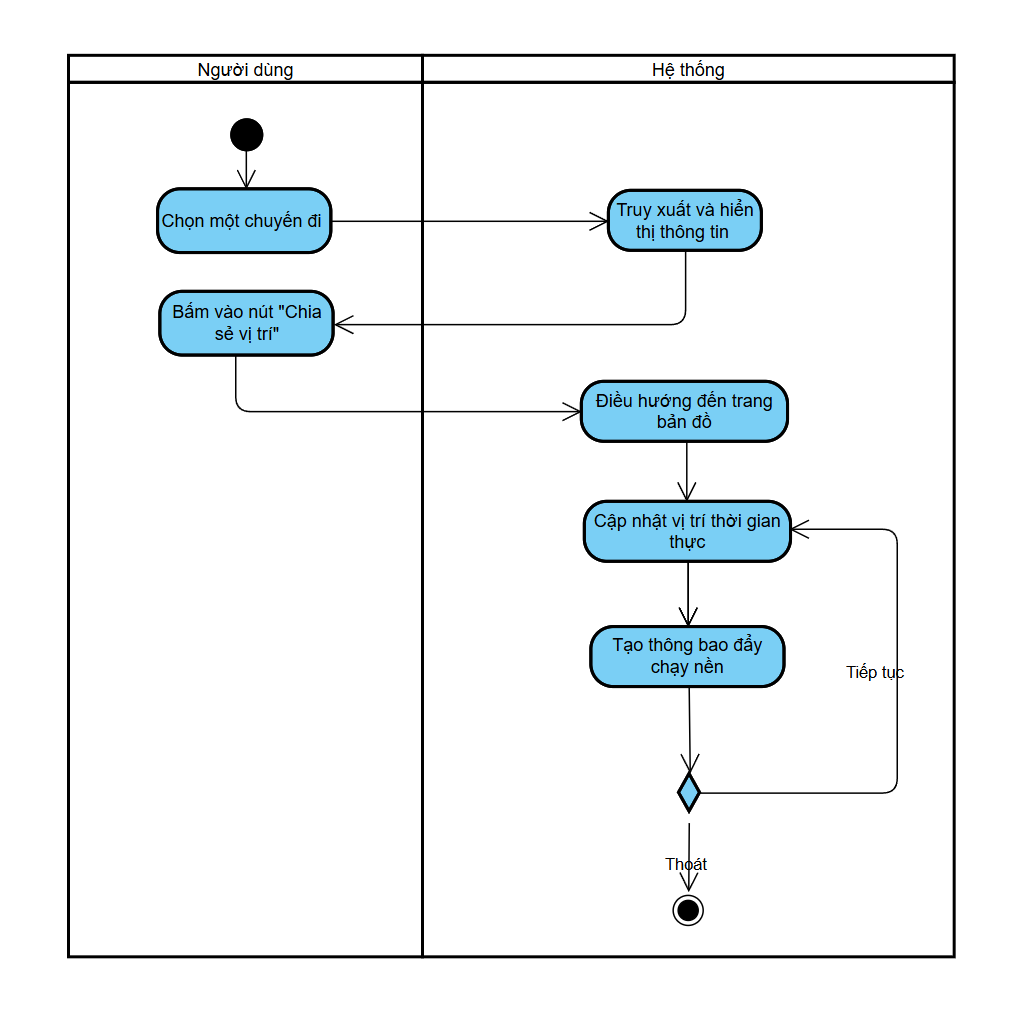 Người dùng
Hệ thống
Chọn một chuyến đi
Truy xuất và hiển
thị thông tin
Bấm vào nút "Chia
sẻ vị trí"
Điều hướng đến trang
bản đồ
Cập nhật vị trí thời gian
thực
Tạo thông bao đẩy
chạy nền
Tiếp tục
Thoát